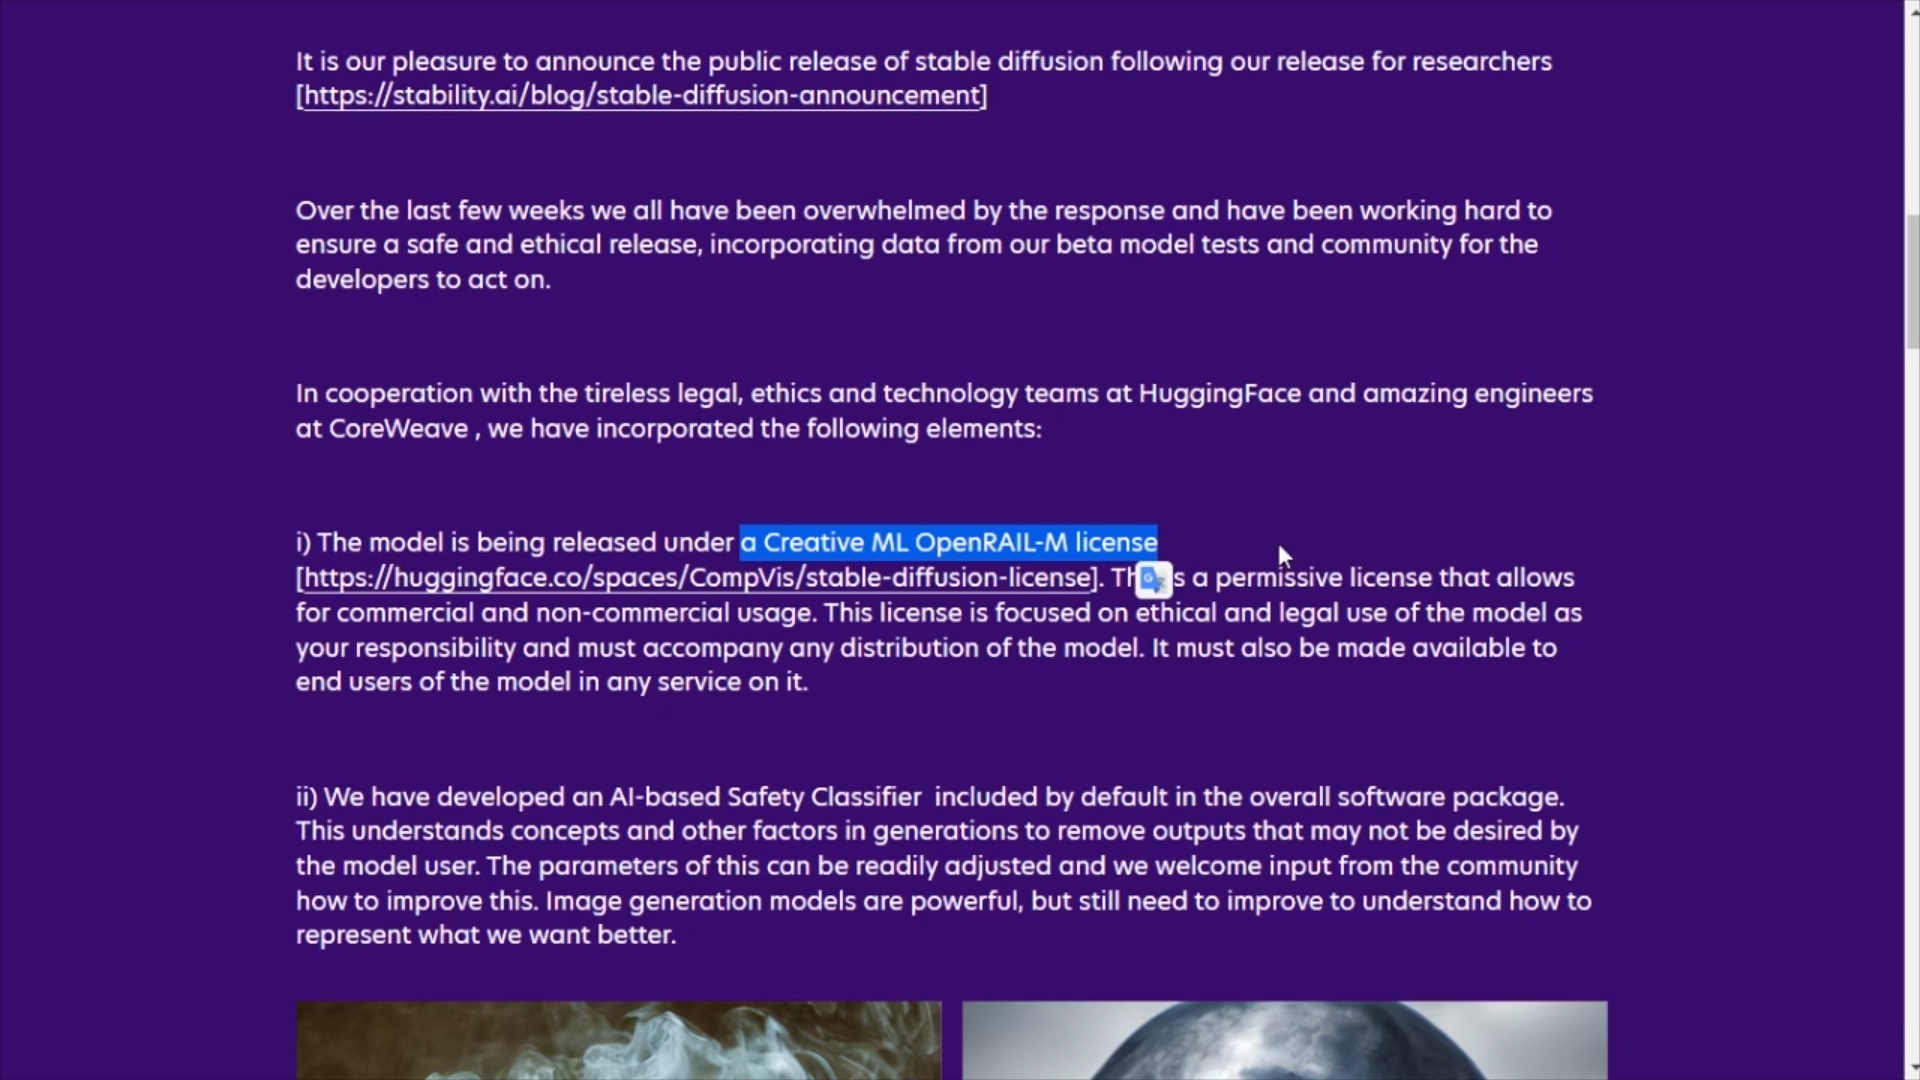 It is our pleasure to announce the public release of stable diffusion following our release for researchers
[https://stability.ai/blog/stable-diffusion-announcement]
Over the last few weeks we all have been overwhelmed by the response and have been working hard to
ensure a safe and ethical release, incorporating data from our beta model tests and community for the
developers to act on.
In cooperation with the tireless legal, ethics and technology teams at HuggingFace and amazing engineers
at CoreWeave , we have incorporated the following elements:
i) The model is being released under a Creative ML OpenRAIL-M license
[https://huggingface.co/spaces/CompVis/stable-diffusion-license]. Th s a permissive license that allows
for commercial and non-commercial usage. This license is focused on ethical and legal use of the model as
your responsibility and must accompany any distribution of the model. It must also be made available to
end users of the model in any service on it.
ii) We have developed an AI-based Safety Classifier included by default in the overall software package.
This understands concepts and other factors in generations to remove outputs that may not be desired by
the model user. The parameters of this can be readily adjusted and we welcome input from the community
how to improve this. Image generation models are powerful, but still need to improve to understand how to
represent what we want better.